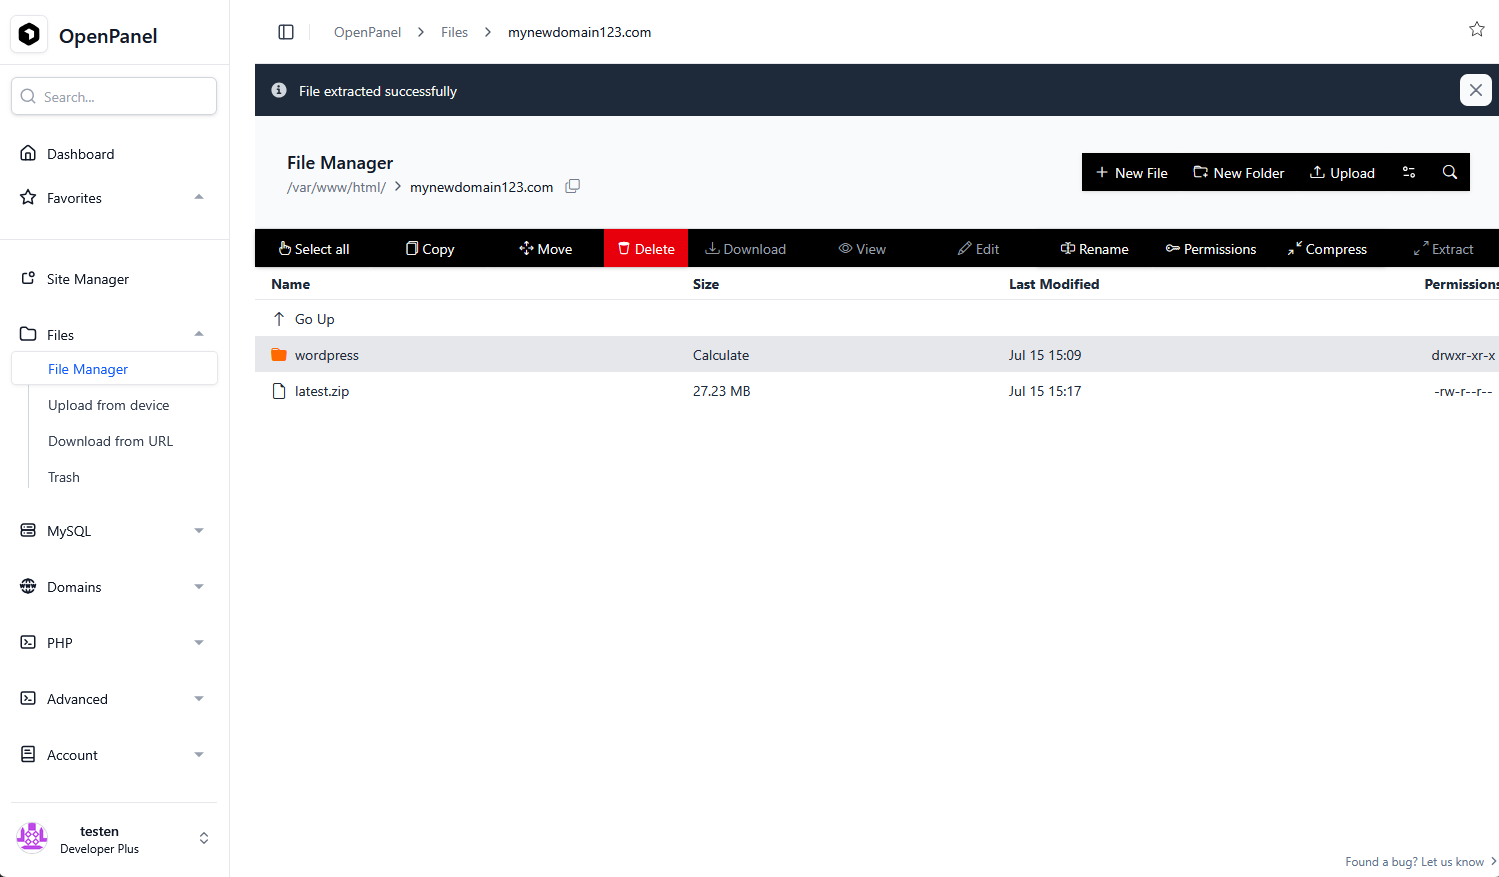 OpenPanel
OpenPanel > Files > mynewdomain123.com
Search...
File extracted successfully
Dashboard
Favorites
Site Manager
Files
File Manager
Upload from device
Download from URL
Trash
MySQL
Domains
PHP
Advanced
Account
testen
Developer Plus
File Manager
/var/www/html/ > mynewdomain123.com
New File New Folder Upload
Select all Copy Move Delete Download View Edit Rename Permissions Compress Extract
Name Size Last Modified Permissions
Go Up
wordpress Calculate Jul 15 15:09 drwxr-xr-x
latest.zip 27.23 MB Jul 15 15:17 -rw-r--r--
Found a bug? Let us know >